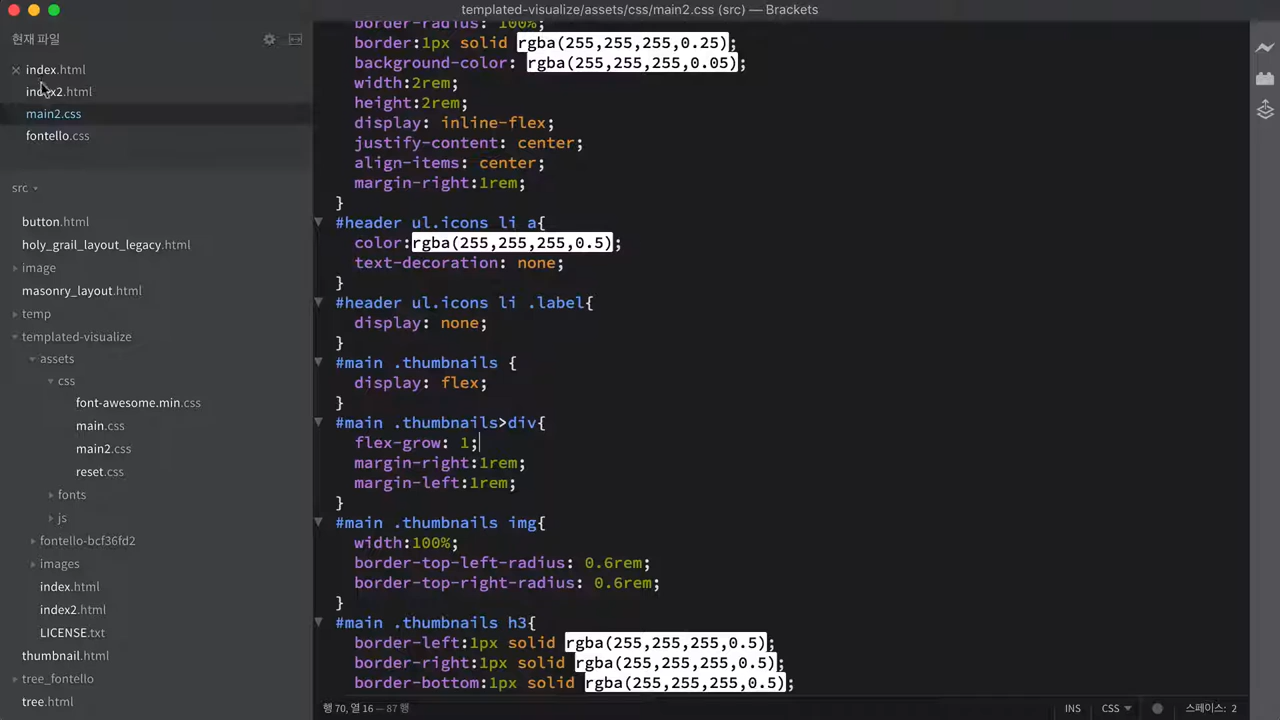 templated-visualize/assets/css/main2.css (src) — Brackets
현재 파일
index.html
index2.html
main2.css
fontello.css
src
button.html
holy_grail_layout_legacy.html
image
masonry_layout.html
temp
templated-visualize
assets
css
font-awesome.min.css
main.css
main2.css
reset.css
fonts
js
fontello-bcf36fd2
images
index.html
index2.html
LICENSE.txt
thumbnail.html
tree_fontello
tree.html
border-radius: 100%;
border:1px solid rgba(255,255,255,0.25);
background-color: rgba(255,255,255,0.05);
width:2rem;
height:2rem;
display: inline-flex;
justify-content: center;
align-items: center;
margin-right:1rem;
}
#header ul.icons li a{
color:rgba(255,255,255,0.5);
text-decoration: none;
}
#header ul.icons li .label{
display: none;
}
#main .thumbnails {
display: flex;
}
#main .thumbnails>div{
flex-grow: 1;
margin-right:1rem;
margin-left:1rem;
}
#main .thumbnails img{
width:100%;
border-top-left-radius: 0.6rem;
border-top-right-radius: 0.6rem;
}
#main .thumbnails h3{
border-left:1px solid rgba(255,255,255,0.5);
border-right:1px solid rgba(255,255,255,0.5);
border-bottom:1px solid rgba(255,255,255,0.5);
행 70, 열 16 — 87 행
INS
CSS
스페이스: 2